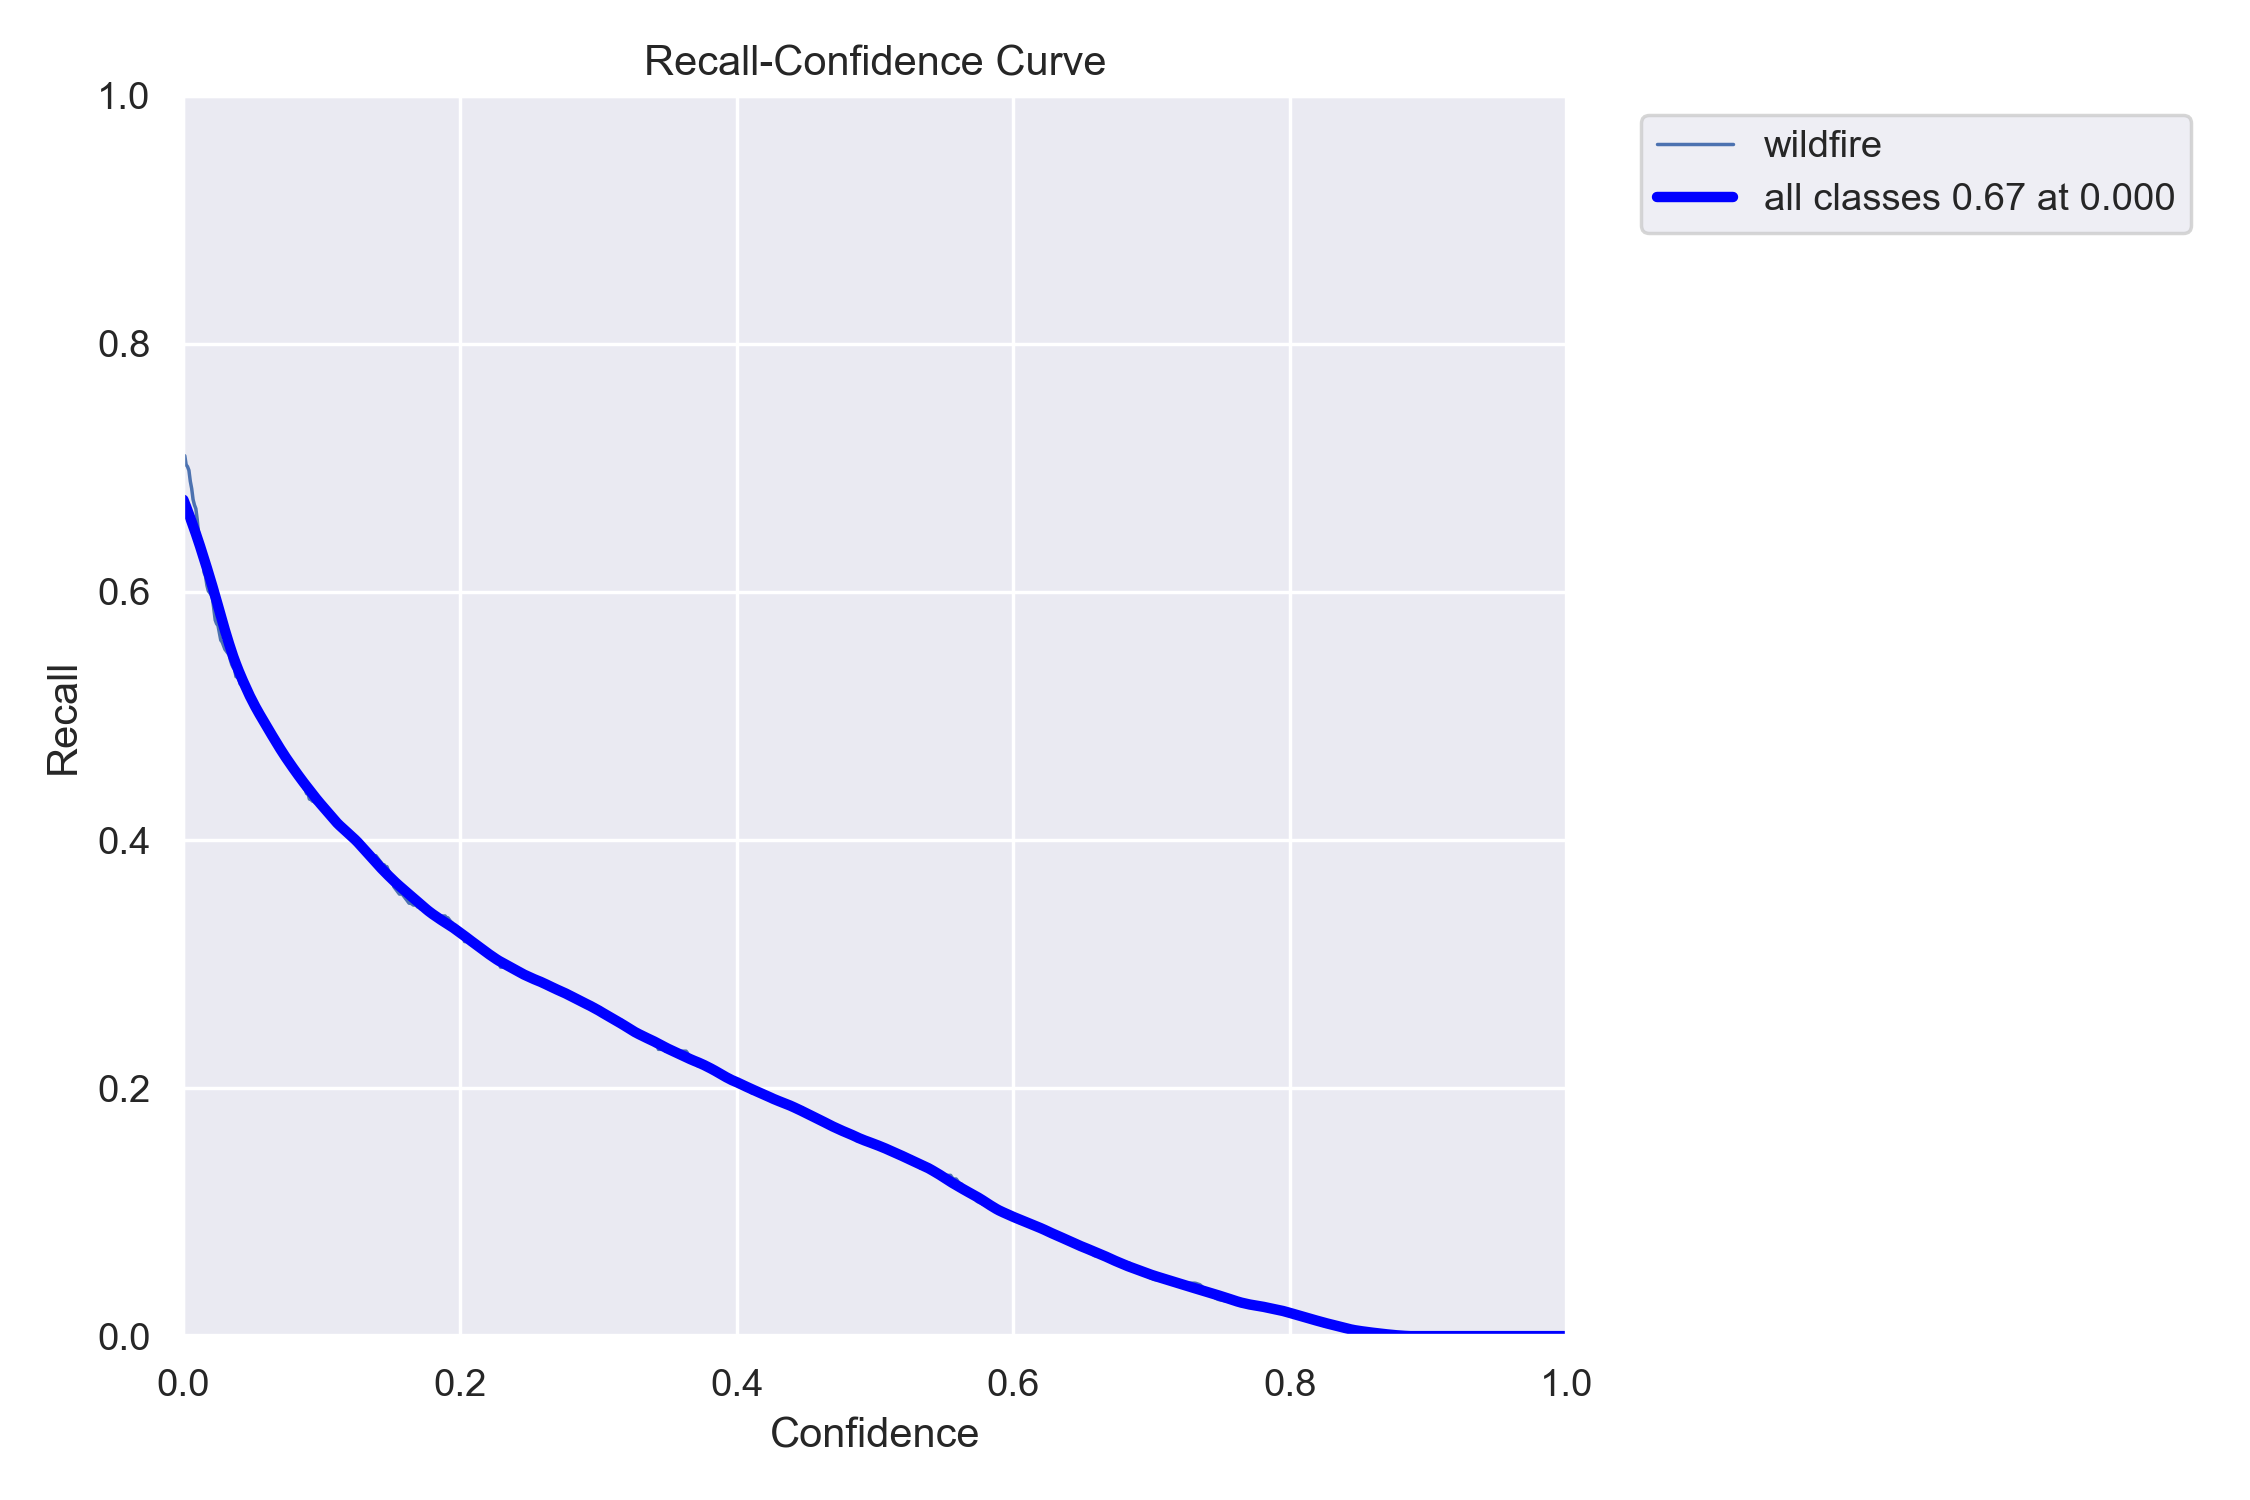 Recall-Confidence Curve
1.0
0.8
0.6
0.4
0.2
0.0
Recall
0.0 0.2 0.4 0.6 0.8 1.0
Confidence
wildfire
all classes 0.67 at 0.000